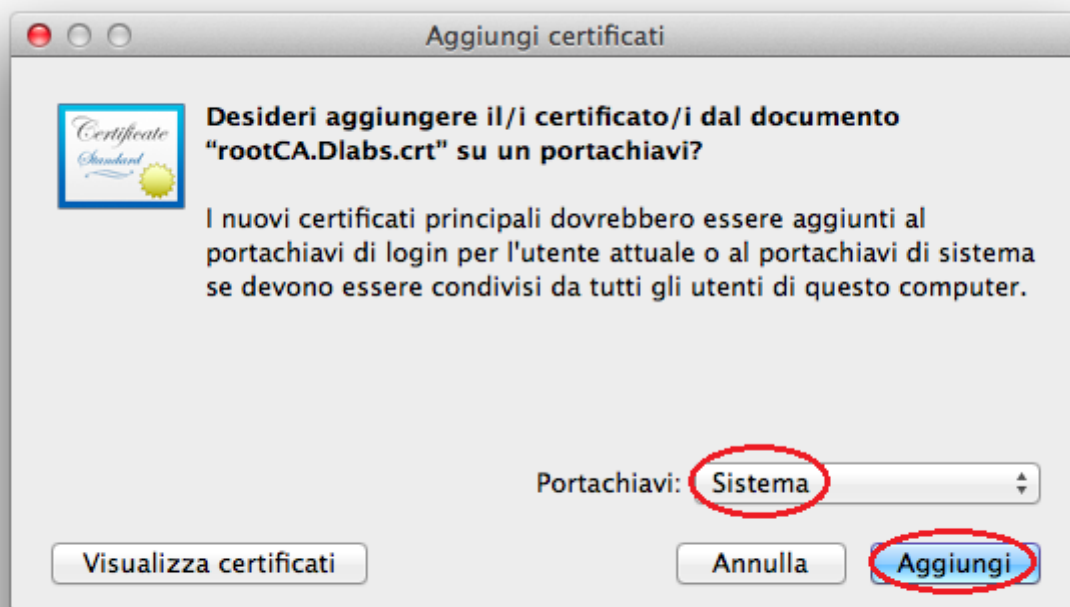 Aggiungi certificati
Certificate
Standard
Desideri aggiungere il/i certificato/i dal documento
“rootCA.Dlabs.crt” su un portachiavi?
I nuovi certificati principali dovrebbero essere aggiunti al
portachiavi di login per l'utente attuale o al portachiavi di sistema
se devono essere condivisi da tutti gli utenti di questo computer.
Portachiavi: Sistema
Visualizza certificati Annulla Aggiungi